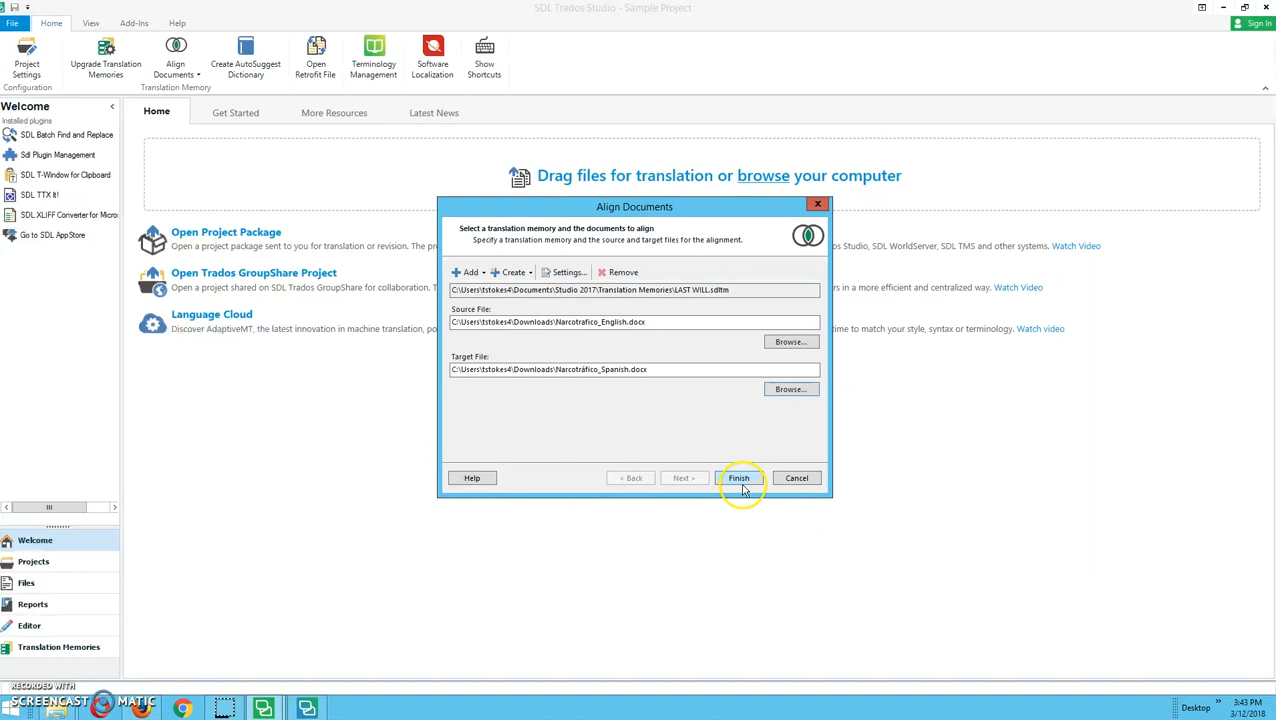 SDL Trados Studio - Sample Project
File Home View Add-Ins Help
Sign In
Project Settings
Upgrade Translation Memories
Align Documents
Create AutoSuggest Dictionary
Open Retrofit File
Terminology Management
Software Localization
Show Shortcuts
Configuration
Translation Memory
Welcome
Installed plugins
SDL Batch Find and Replace
Sdl Plugin Management
SDL T-Window for Clipboard
SDL TTX It!
SDL XLIFF Converter for Micro
Go to SDL AppStore
Welcome
Projects
Files
Reports
Editor
Translation Memories
Home Get Started More Resources Latest News
Drag files for translation or browse your computer
Open Project Package
Open a project package sent to you for translation or revision. The pr
os Studio, SDL WorldServer, SDL TMS and other systems. Watch Video
Open Trados GroupShare Project
Open a project shared on SDL Trados GroupShare for collaboration. T
rs in a more efficient and centralized way. Watch Video
Language Cloud
Discover AdaptiveMT, the latest innovation in machine translation, po
time to match your style, syntax or terminology. Watch video
Align Documents
Select a translation memory and the documents to align
Specify a translation memory and the source and target files for the alignment.
Add Create Settings... Remove
C:\Users\tstokes4\Documents\Studio 2017\Translation Memories\LAST WILL.sdltm
Source File:
C:\Users\tstokes4\Downloads\Narcotrafico_English.docx
Browse...
Target File:
C:\Users\tstokes4\Downloads\Narcotráfico_Spanish.docx
Browse...
Help < Back Next > Finish Cancel
RECORDED WITH
SCREENCAST MATIC
Desktop
3:43 PM
3/12/2018